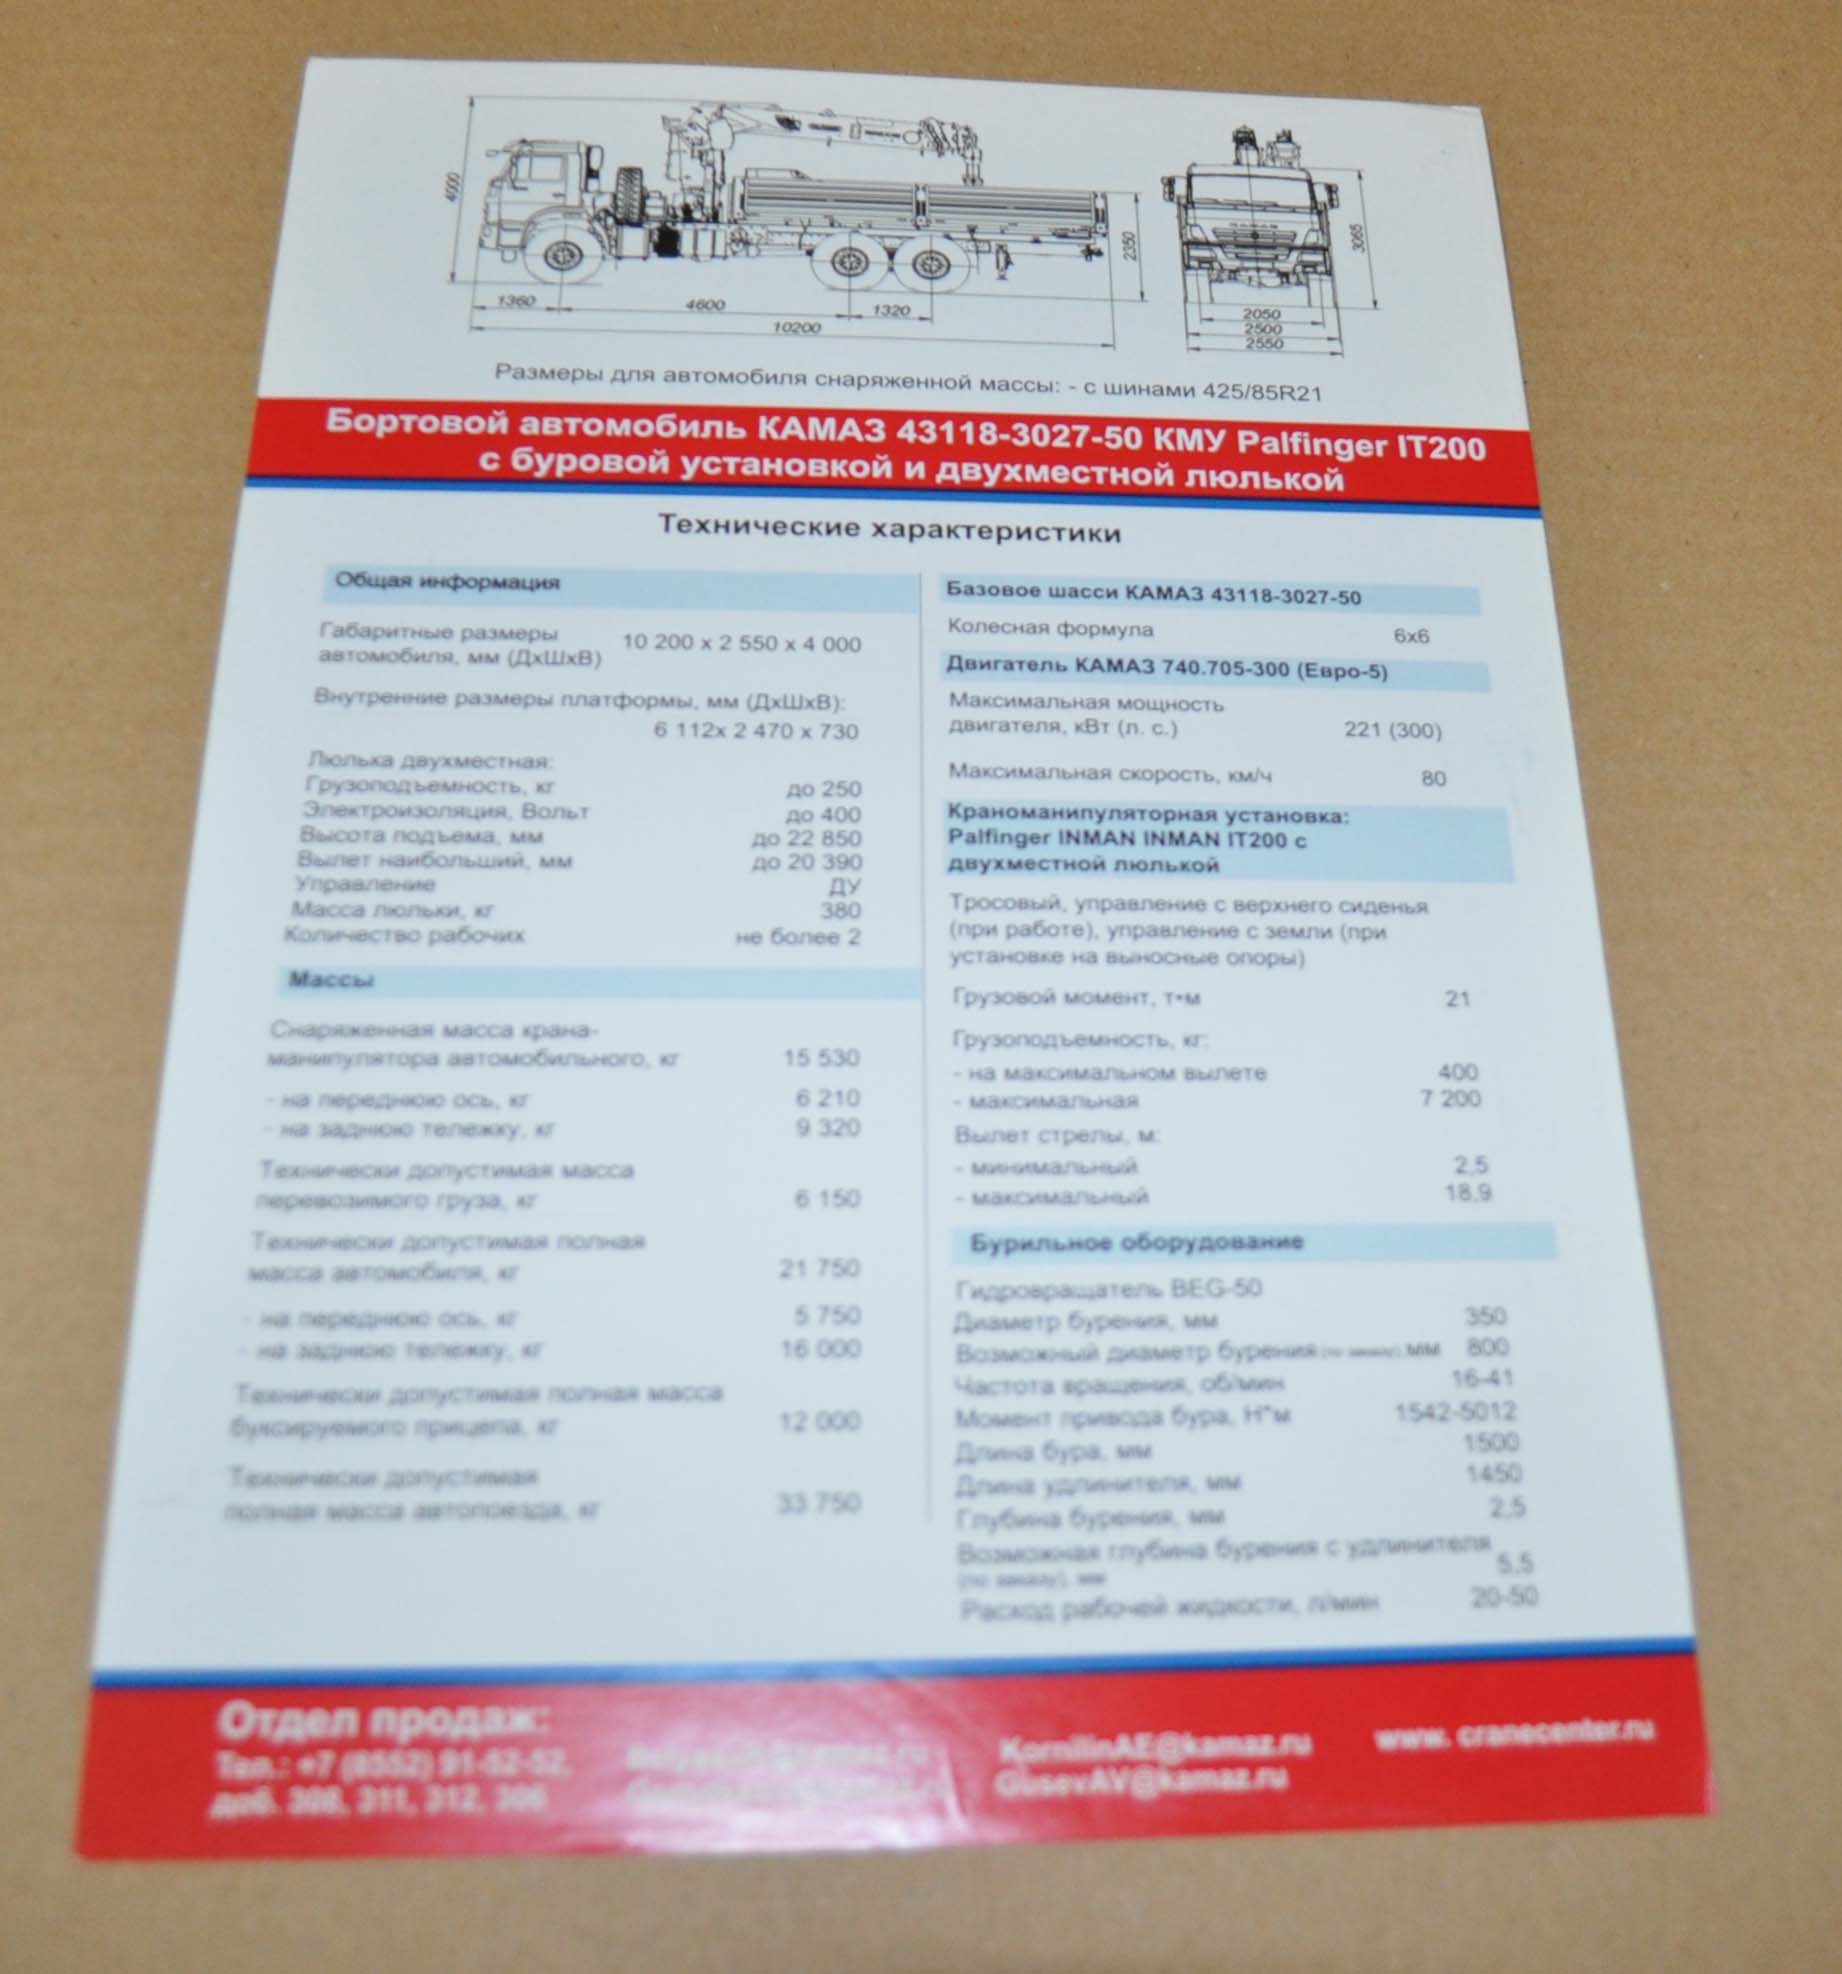 4000
2350
3065
1360
4600
1320
10200
2050
2500
2550
Размеры для автомобиля снаряженной массы: - с шинами 425/85R21
Бортовой автомобиль КАМАЗ 43118-3027-50 КМУ Palfinger IT200
с буровой установкой и двухместной люлькой
Технические характеристики
Общая информация
Габаритные размеры
автомобиля, мм (ДхШхВ) 10 200 х 2 550 х 4 000
Внутренние размеры платформы, мм (ДхШхВ):
6 112х 2 470 х 730
Люлька двухместная:
Грузоподъемность, кг до 250
Электроизоляция, Вольт до 400
Высота подъема, мм до 22 850
Вылет наибольший, мм до 20 390
Управление ДУ
Масса люльки, кг 380
Количество рабочих не более 2
Массы
Снаряженная масса крана-
манипулятора автомобильного, кг 15 530
- на переднюю ось, кг 6 210
- на заднюю тележку, кг 9 320
Технически допустимая масса
перевозимого груза, кг 6 150
Технически допустимая полная
масса автомобиля, кг 21 750
- на переднюю ось, кг 5 750
- на заднюю тележку, кг 16 000
Технически допустимая полная масса
буксируемого прицепа, кг 12 000
Технически допустимая
полная масса автопоезда, кг 33 750
Базовое шасси КАМАЗ 43118-3027-50
Колесная формула 6х6
Двигатель КАМАЗ 740.705-300 (Евро-5)
Максимальная мощность
двигателя, кВт (л. с.) 221 (300)
Максимальная скорость, км/ч 80
Краноманипуляторная установка:
Palfinger INMAN INMAN IT200 с
двухместной люлькой
Тросовый, управление с верхнего сиденья
(при работе), управление с земли (при
установке на выносные опоры)
Грузовой момент, т•м 21
Грузоподъемность, кг:
- на максимальном вылете 400
- максимальная 7 200
Вылет стрелы, м:
- минимальный 2,5
- максимальный 18,9
Бурильное оборудование
Гидровращатель BEG-50
Диаметр бурения, мм 350
Возможный диаметр бурения (по заказу), мм 800
Частота вращения, об/мин 16-41
Момент привода бура, Н*м 1542-5012
Длина бура, мм 1500
Длина удлинителя, мм 1450
Глубина бурения, мм 2,5
Возможная глубина бурения с удлинителя
(по заказу), мм 5,5
Расход рабочей жидкости, л/мин 20-50
Отдел продаж:
Тел.: +7 (8552) 91-52-52,
доб. 308, 311, 312, 306
KornilinAE@kamaz.ru
GusevAV@kamaz.ru
www. cranecenter.ru